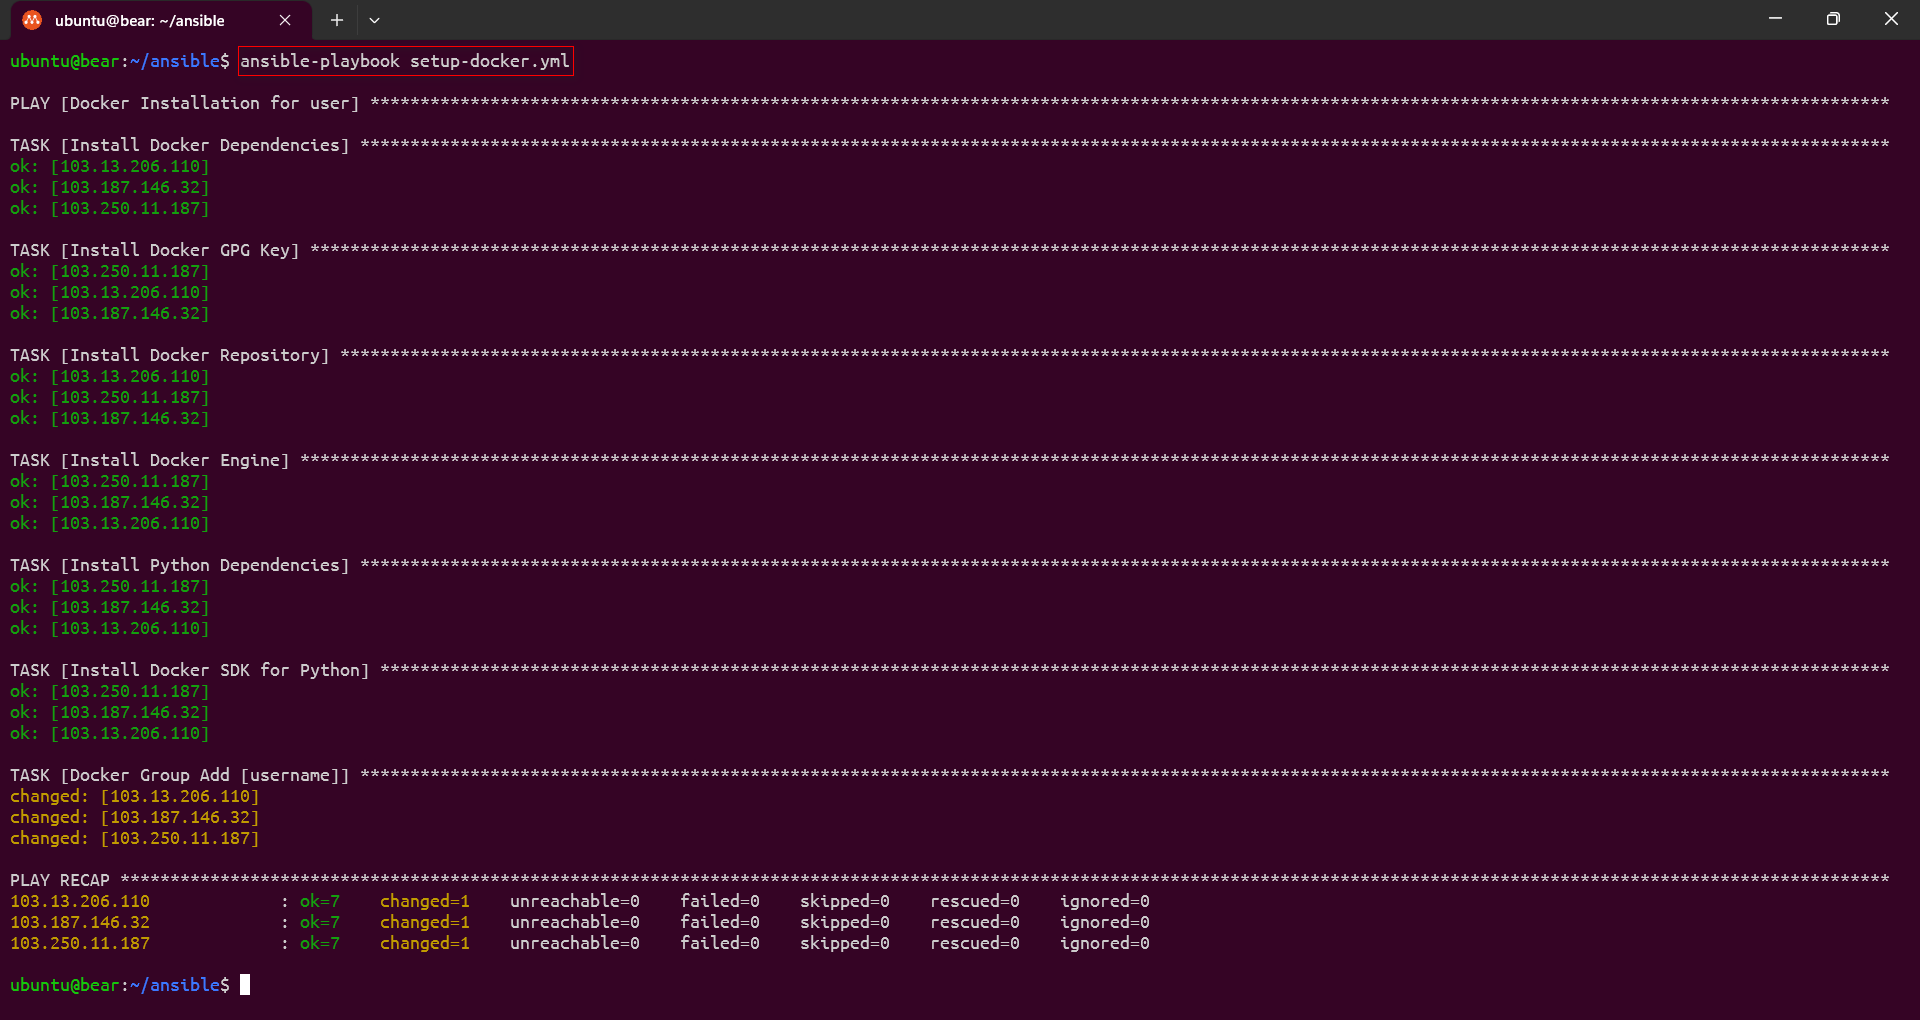 ubuntu@bear: ~/ansible
ubuntu@bear:~/ansible$ ansible-playbook setup-docker.yml
PLAY [Docker Installation for user] ********************************************************************************************************************************************************
TASK [Install Docker Dependencies] *********************************************************************************************************************************************************
ok: [103.13.206.110]
ok: [103.187.146.32]
ok: [103.250.11.187]
TASK [Install Docker GPG Key] **************************************************************************************************************************************************************
ok: [103.250.11.187]
ok: [103.13.206.110]
ok: [103.187.146.32]
TASK [Install Docker Repository] ***********************************************************************************************************************************************************
ok: [103.13.206.110]
ok: [103.250.11.187]
ok: [103.187.146.32]
TASK [Install Docker Engine] ***************************************************************************************************************************************************************
ok: [103.250.11.187]
ok: [103.187.146.32]
ok: [103.13.206.110]
TASK [Install Python Dependencies] *********************************************************************************************************************************************************
ok: [103.250.11.187]
ok: [103.187.146.32]
ok: [103.13.206.110]
TASK [Install Docker SDK for Python] *******************************************************************************************************************************************************
ok: [103.250.11.187]
ok: [103.187.146.32]
ok: [103.13.206.110]
TASK [Docker Group Add [username]] *********************************************************************************************************************************************************
changed: [103.13.206.110]
changed: [103.187.146.32]
changed: [103.250.11.187]
PLAY RECAP *********************************************************************************************************************************************************************************
103.13.206.110             : ok=7    changed=1    unreachable=0    failed=0    skipped=0    rescued=0    ignored=0
103.187.146.32             : ok=7    changed=1    unreachable=0    failed=0    skipped=0    rescued=0    ignored=0
103.250.11.187             : ok=7    changed=1    unreachable=0    failed=0    skipped=0    rescued=0    ignored=0
ubuntu@bear:~/ansible$